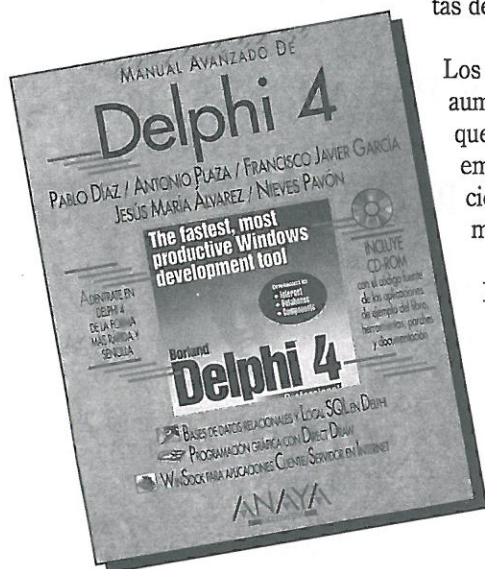 tas de
Los
aum
que
em
cio
m
MANUAL AVANZADO DE
Delphi 4
PABLO DÍAZ / ANTONIO PLAZA / FRANCISCO JAVIER GARCÍA
JESÚS MARÍA ÁLVAREZ / NIEVES PAVÓN
The fastest, most
productive Windows
development tool
• Internet
• Databases
• Components
ADÉNTRATE EN
DELPHI 4
DE LA FORMA
MÁS RÁPIDA Y
SENCILLA
INCLUYE
CD-ROM
con el código fuente
de las aplicaciones
de ejemplo del libro,
herramientas, parches
y documentación
Borland
Delphi 4
BASES DE DATOS RELACIONALES Y LOCAL SQL EN DELPHI
PROGRAMACIÓN GRÁFICA CON DIRECT DRAW
WINSOCK PARA APLICACIONES CLIENTE/SERVIDOR EN INTERNET
ANAYA